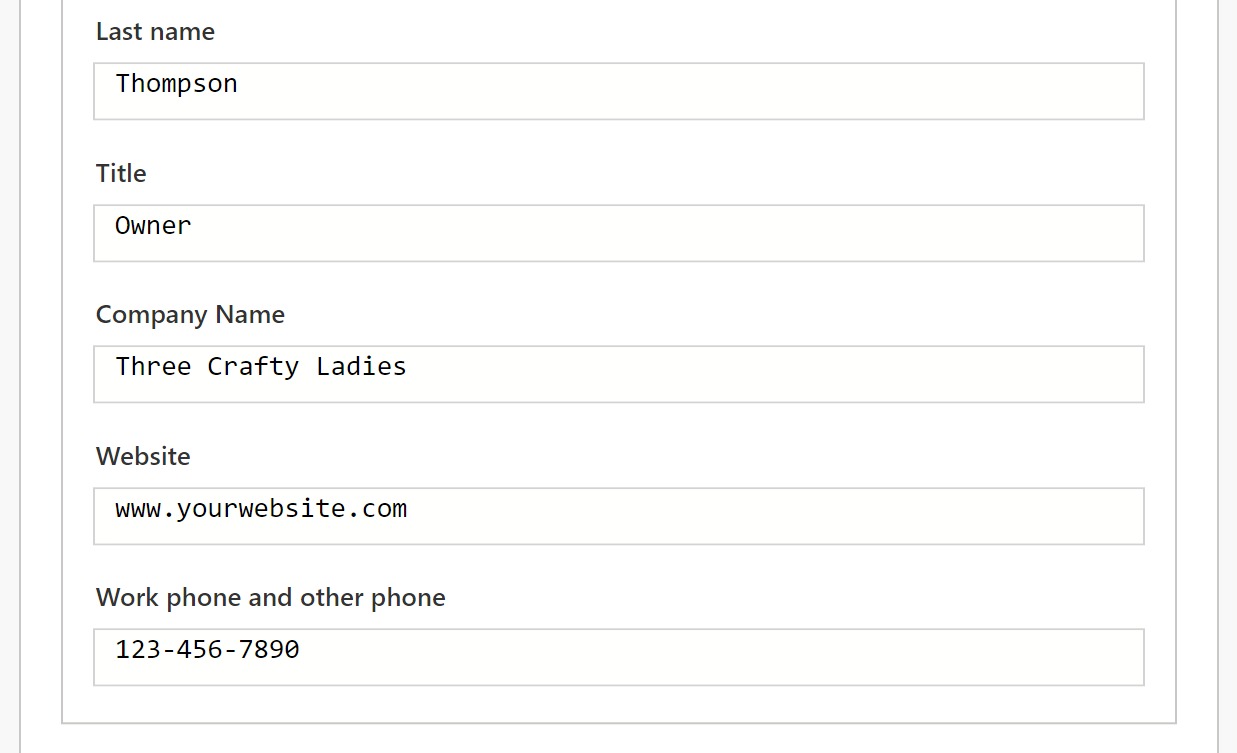 Last name
Thompson
Title
Owner
Company Name
Three Crafty Ladies
Website
www.yourwebsite.com
Work phone and other phone
123-456-7890